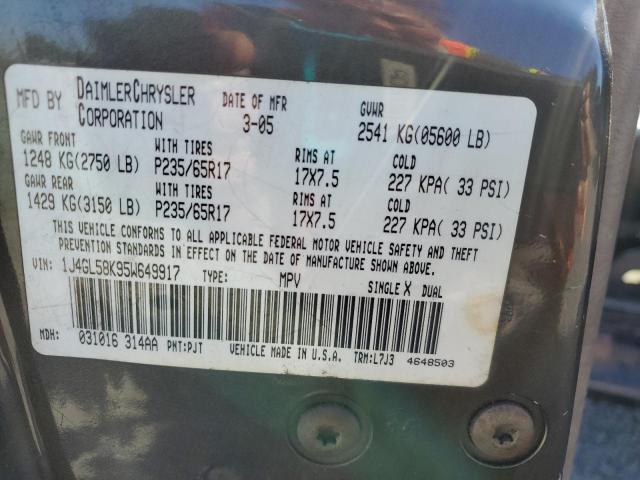 MFD BY DAIMLERCHRYSLER CORPORATION DATE OF MFR 3-05 GVWR 2541 KG(05600 LB)
GAWR FRONT WITH TIRES RIMS AT COLD
1248 KG(2750 LB) P235/65R17 17X7.5 227 KPA( 33 PSI)
GAWR REAR WITH TIRES RIMS AT COLD
1429 KG(3150 LB) P235/65R17 17X7.5 227 KPA( 33 PSI)
THIS VEHICLE CONFORMS TO ALL APPLICABLE FEDERAL MOTOR VEHICLE SAFETY AND THEFT
PREVENTION STANDARDS IN EFFECT ON THE DATE OF MANUFACTURE SHOWN ABOVE.
VIN: 1J4GL58K95W649917 TYPE: MPV SINGLE X DUAL
MDH: 031016 314AA PNT:PJT VEHICLE MADE IN U.S.A. TRM:L7J3 4648503